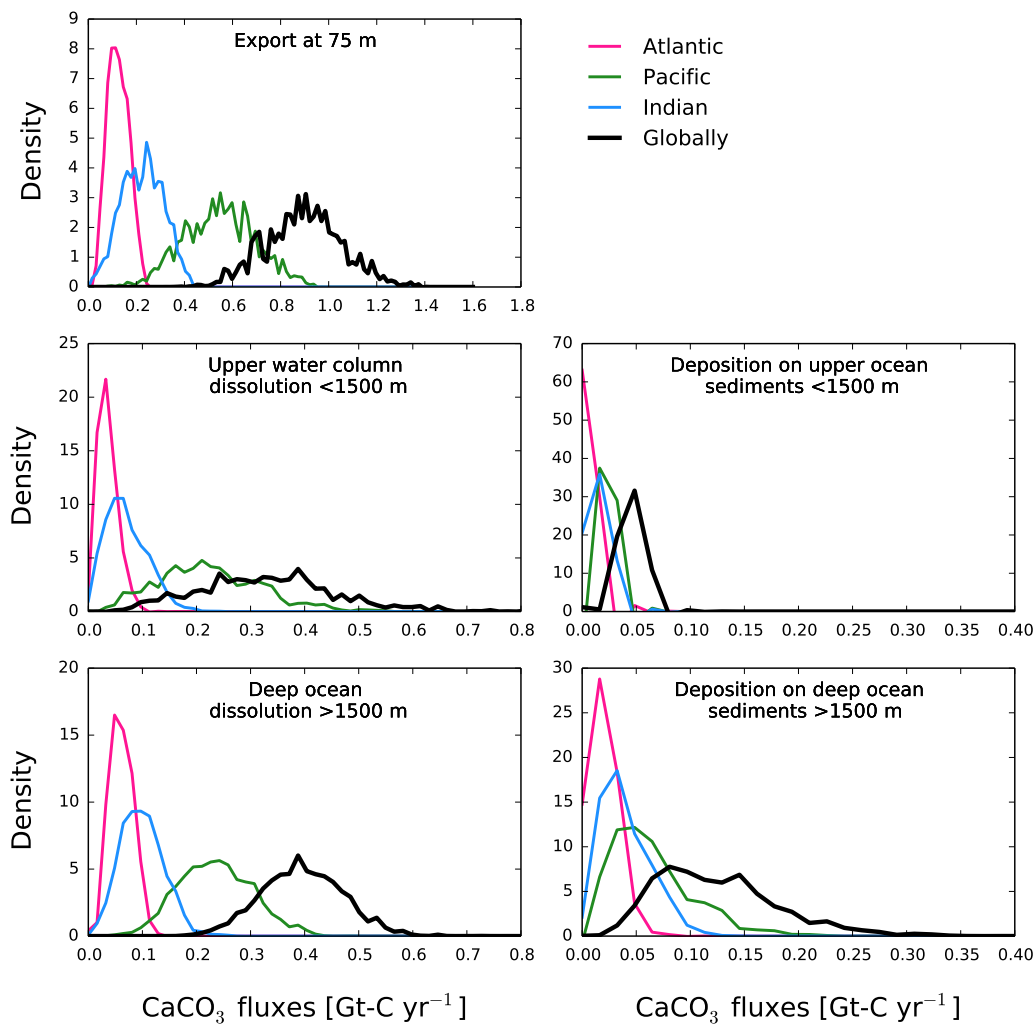 Export at 75 m
Density
9
8
7
6
5
4
3
2
1
0
0.0 0.2 0.4 0.6 0.8 1.0 1.2 1.4 1.6 1.8
Atlantic
Pacific
Indian
Globally
Upper water column
dissolution <1500 m
Density
25
20
15
10
5
0
0.0 0.1 0.2 0.3 0.4 0.5 0.6 0.7 0.8
Deposition on upper ocean
sediments <1500 m
70
60
50
40
30
20
10
0
0.00 0.05 0.10 0.15 0.20 0.25 0.30 0.35 0.40
Deep ocean
dissolution >1500 m
Density
20
15
10
5
0
0.0 0.1 0.2 0.3 0.4 0.5 0.6 0.7 0.8
CaCO₃ fluxes [Gt-C yr⁻¹]
Deposition on deep ocean
sediments >1500 m
30
25
20
15
10
5
0
0.00 0.05 0.10 0.15 0.20 0.25 0.30 0.35 0.40
CaCO₃ fluxes [Gt-C yr⁻¹]